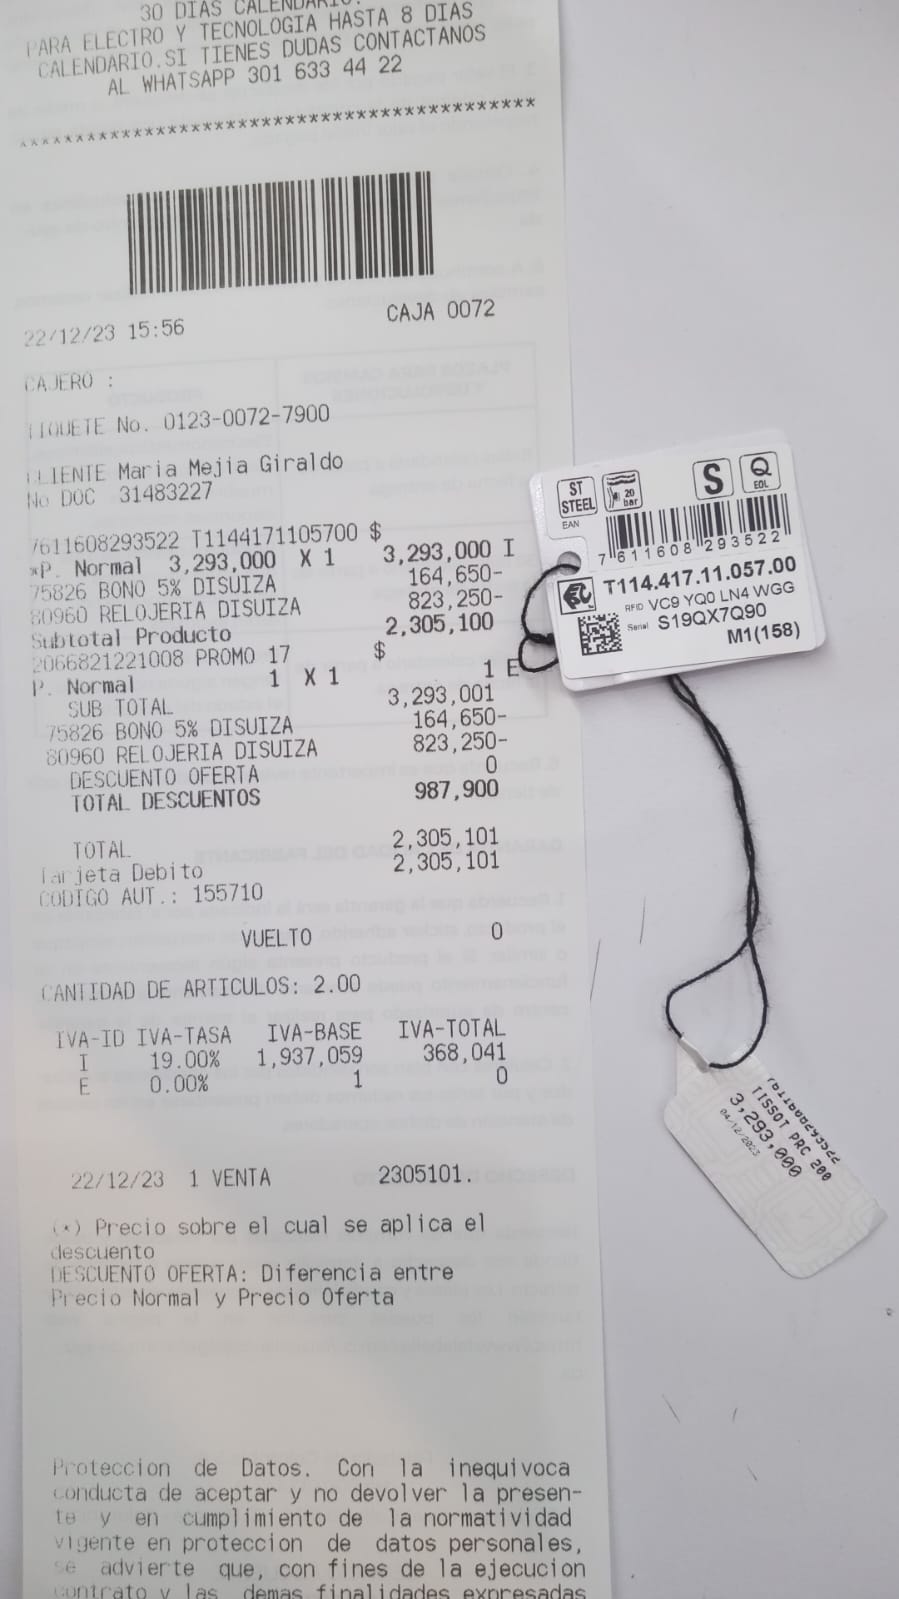 30 DIAS CALENDARIO.
PARA ELECTRO Y TECNOLOGIA HASTA 8 DIAS
CALENDARIO.SI TIENES DUDAS CONTACTANOS
AL WHATSAPP 301 633 44 22
*******************************************
22/12/23 15:56 CAJA 0072
CAJERO :
TIQUETE No. 0123-0072-7900
CLIENTE Maria Mejia Giraldo
No DOC 31483227
7611608293522 T1144171105700 $
*P. Normal 3,293,000 X 1 3,293,000 I
75826 BONO 5% DISUIZA 164,650-
80960 RELOJERIA DISUIZA 823,250-
Subtotal Producto 2,305,100
2066821221008 PROMO 17 $
P. Normal 1 X 1 1 E
SUB TOTAL 3,293,001
75826 BONO 5% DISUIZA 164,650-
80960 RELOJERIA DISUIZA 823,250-
DESCUENTO OFERTA 0
TOTAL DESCUENTOS 987,900
TOTAL 2,305,101
Tarjeta Debito 2,305,101
CODIGO AUT.: 155710
VUELTO 0
CANTIDAD DE ARTICULOS: 2.00
IVA-ID IVA-TASA IVA-BASE IVA-TOTAL
I 19.00% 1,937,059 368,041
E 0.00% 1 0
22/12/23 1 VENTA 2305101.
(*) Precio sobre el cual se aplica el
descuento
DESCUENTO OFERTA: Diferencia entre
Precio Normal y Precio Oferta
Proteccion de Datos. Con la inequivoca
conducta de aceptar y no devolver la presen-
te y en cumplimiento de la normatividad
vigente en proteccion de datos personales,
se advierte que, con fines de la ejecucion
contrato y las demas finalidades expresadas
ST
STEEL
20
bar
S
Q
EOL
EAN
7 611608 293522
T114.417.11.057.00
RFID VC9 YQ0 LN4 WGG
Serial S19QX7Q90
M1(158)
7611608293522
TISSOT PRC 200
3,293,000
04/12/2023